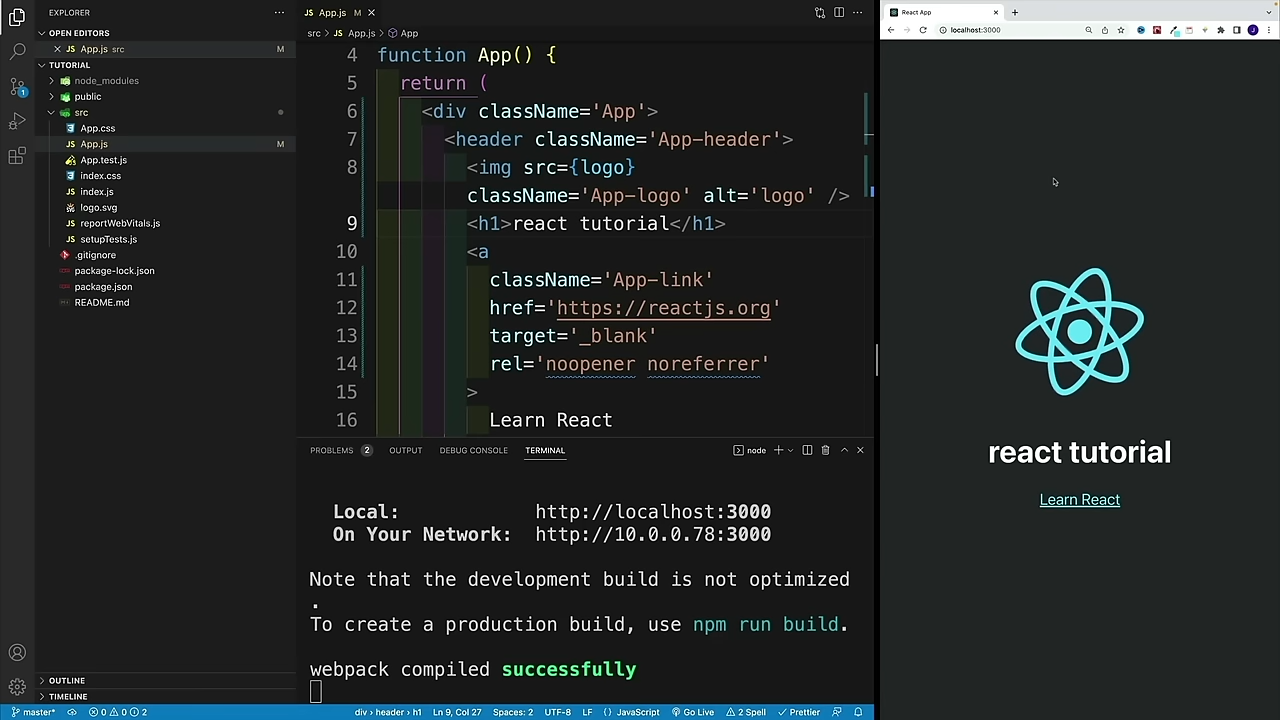 EXPLORER
OPEN EDITORS
App.js src M
TUTORIAL
node_modules
public
src
App.css
App.js M
App.test.js
index.css
index.js
logo.svg
reportWebVitals.js
setupTests.js
.gitignore
package-lock.json
package.json
README.md
OUTLINE
TIMELINE
App.js M
src > App.js > App
4 function App() {
5 return (
6 <div className='App'>
7 <header className='App-header'>
8 <img src={logo}
className='App-logo' alt='logo' />
9 <h1>react tutorial</h1>
10 <a
11 className='App-link'
12 href='https://reactjs.org'
13 target='_blank'
14 rel='noopener noreferrer'
15 >
16 Learn React
PROBLEMS 2 OUTPUT DEBUG CONSOLE TERMINAL node
Local: http://localhost:3000
On Your Network: http://10.0.0.78:3000
Note that the development build is not optimized
.
To create a production build, use npm run build.
webpack compiled successfully
master* 0 0 2 div > header > h1 Ln 9, Col 27 Spaces: 2 UTF-8 LF JavaScript Go Live 2 Spell Prettier
React App
localhost:3000
react tutorial
Learn React